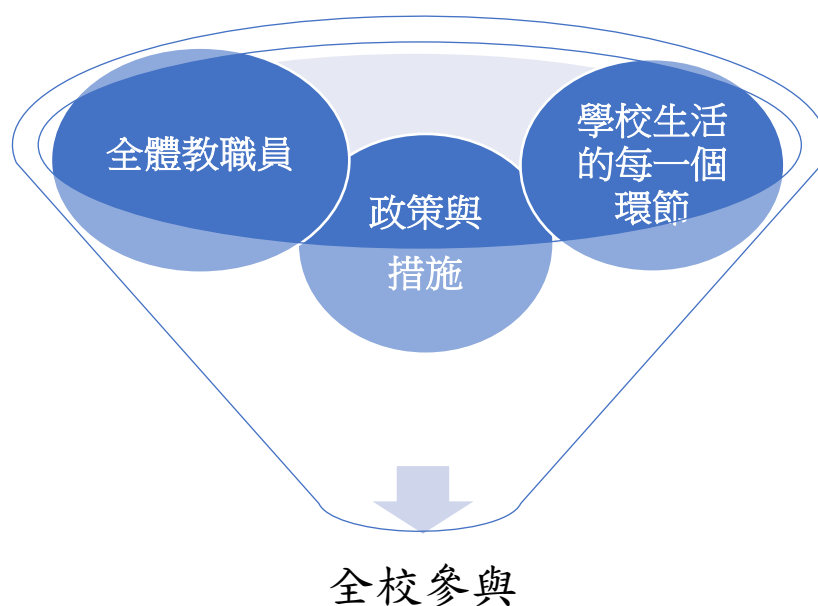 全體教職員
政策與
措施
學校生活
的每一個
環節
全校參與